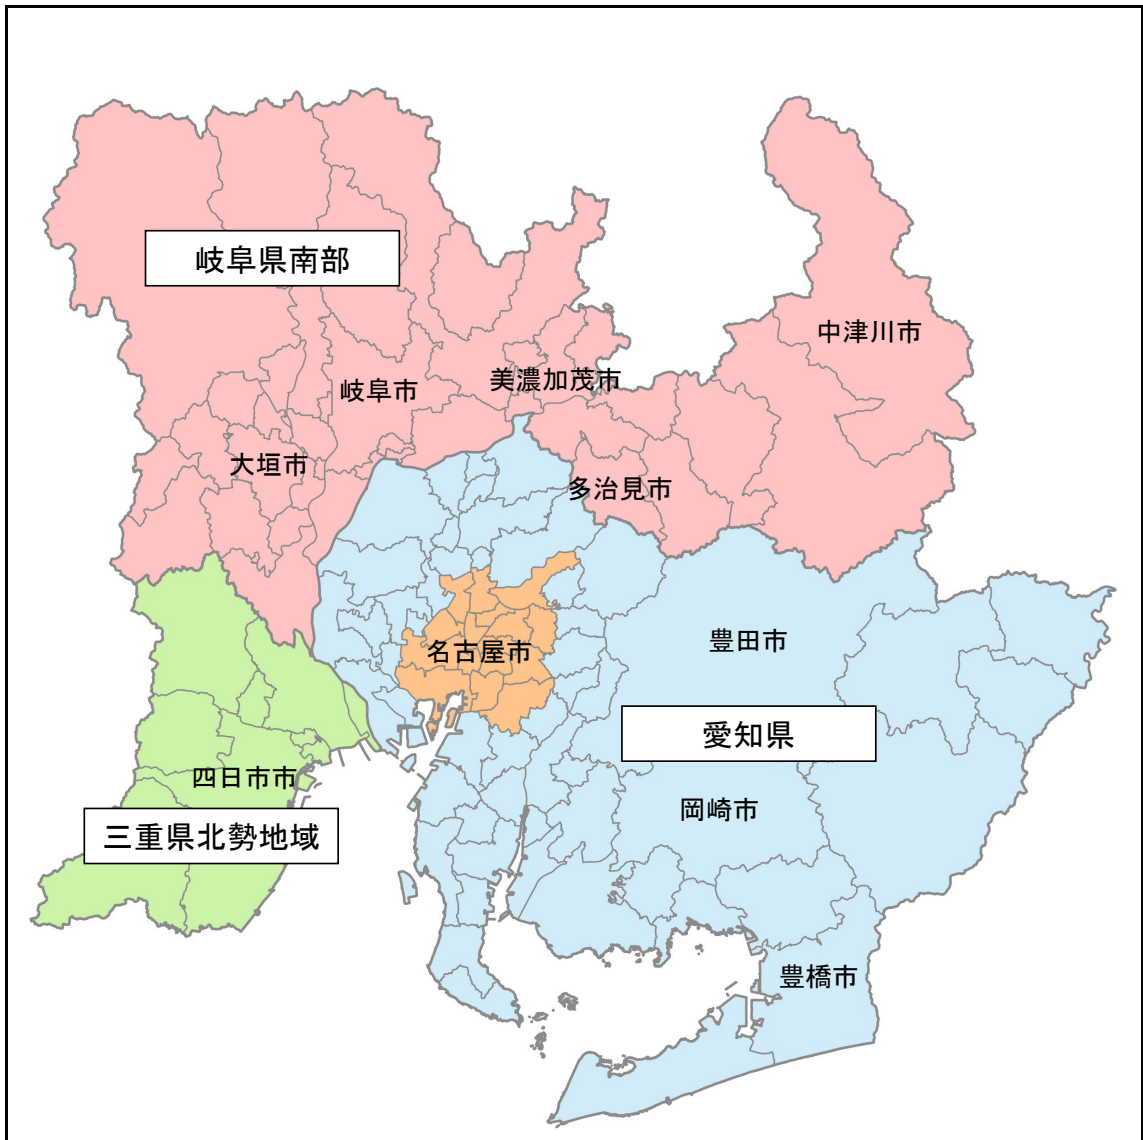 岐阜県南部
中津川市
美濃加茂市
岐阜市
大垣市
多治見市
名古屋市
豊田市
愛知県
四日市市
岡崎市
三重県北勢地域
豊橋市